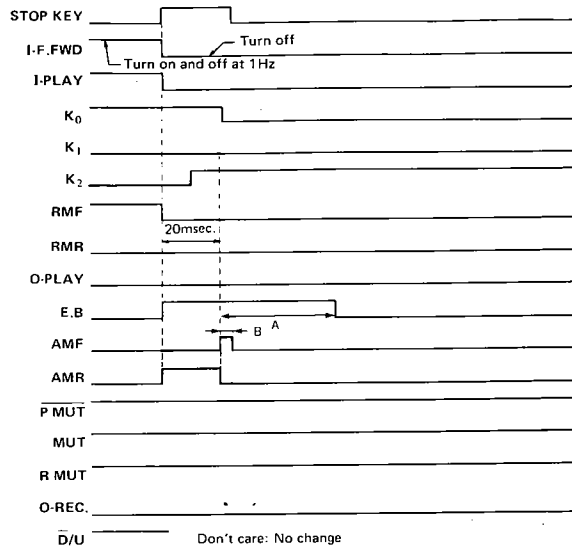 STOP KEY
I-F.FWD
Turn off
Turn on and off at 1Hz
I-PLAY
K0
K1
K2
RMF
20msec.
RMR
O-PLAY
E.B
A
B
AMF
AMR
P MUT
MUT
R MUT
O-REC.
D/U Don't care: No change